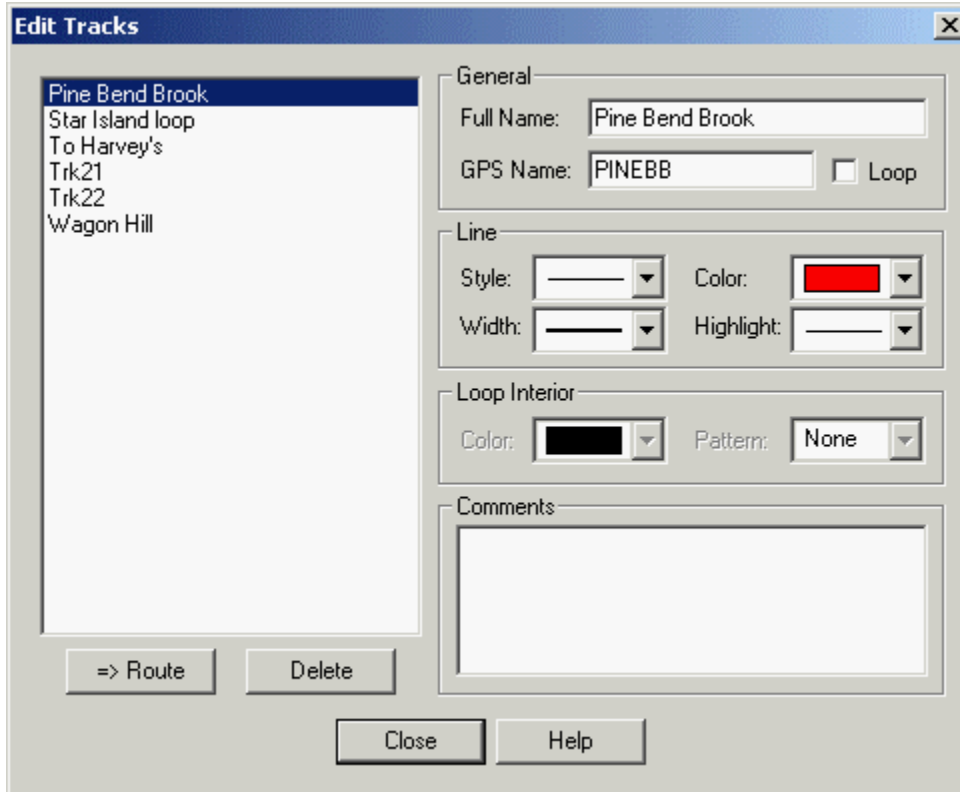 Edit Tracks
Pine Bend Brook
Star Island loop
To Harvey's
Trk21
Trk22
Wagon Hill
=> Route
Delete
General
Full Name: Pine Bend Brook
GPS Name: PINEBB
Loop
Line
Style:
Color:
Width:
Highlight:
Loop Interior
Color:
Pattern: None
Comments
Close
Help